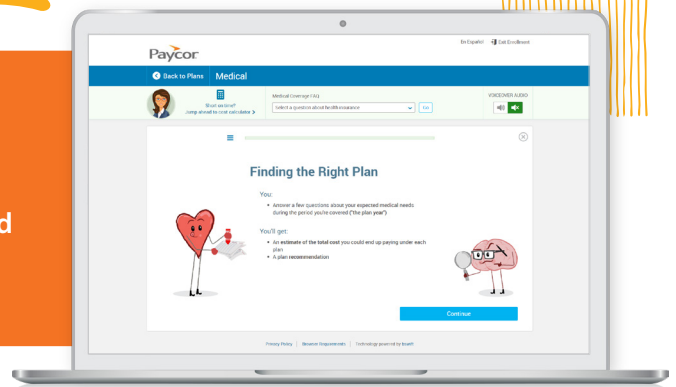 En Español Exit Enrollment
Paycor
Back to Plans Medical
Short on time?
Jump ahead to cost calculator
Medical Coverage FAQ
Select a question about health insurance
Go
VOICEOVER AUDIO
Finding the Right Plan
You:
Answer a few questions about your expected medical needs
during the period you're covered ("the plan year")
You'll get:
An estimate of the total cost you could end up paying under each
plan
A plan recommendation
Continue
Privacy Policy | Browser Requirements | Technology powered by
d